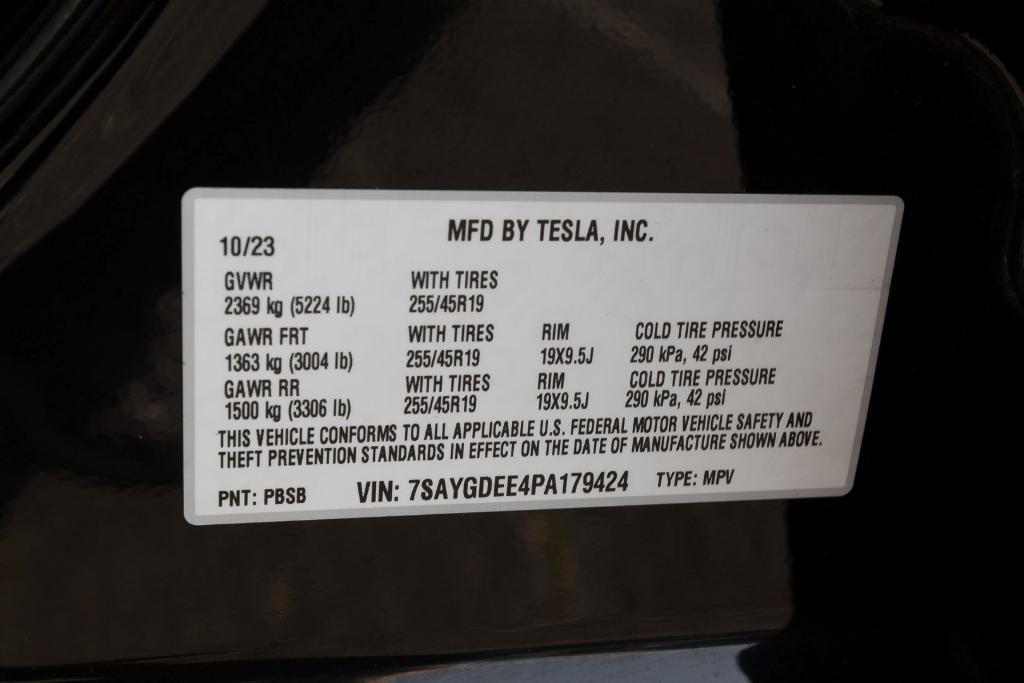 MFD BY TESLA, INC.
10/23
GVWR WITH TIRES
2369 kg (5224 lb) 255/45R19
GAWR FRT WITH TIRES RIM COLD TIRE PRESSURE
1363 kg (3004 lb) 255/45R19 19X9.5J 290 kPa, 42 psi
GAWR RR WITH TIRES RIM COLD TIRE PRESSURE
1500 kg (3306 lb) 255/45R19 19X9.5J 290 kPa, 42 psi
THIS VEHICLE CONFORMS TO ALL APPLICABLE U.S. FEDERAL MOTOR VEHICLE SAFETY AND
THEFT PREVENTION STANDARDS IN EFFECT ON THE DATE OF MANUFACTURE SHOWN ABOVE.
PNT: PBSB VIN: 7SAYGDEE4PA179424 TYPE: MPV